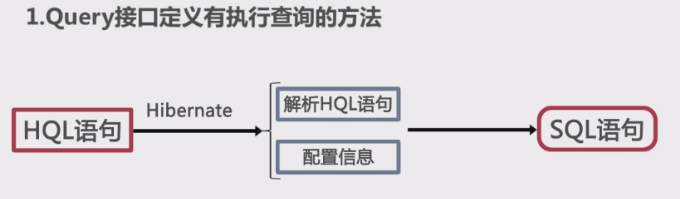 1.Query接口定义有执行查询的方法
HQL语句
Hibernate
解析HQL语句
配置信息
SQL语句